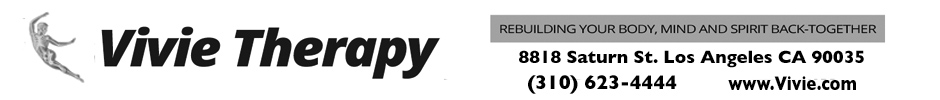 Vivie Therapy
REBUILDING YOUR BODY, MIND AND SPIRIT BACK-TOGETHER
8818 Saturn St. Los Angeles CA 90035
(310) 623-4444 www.Vivie.com